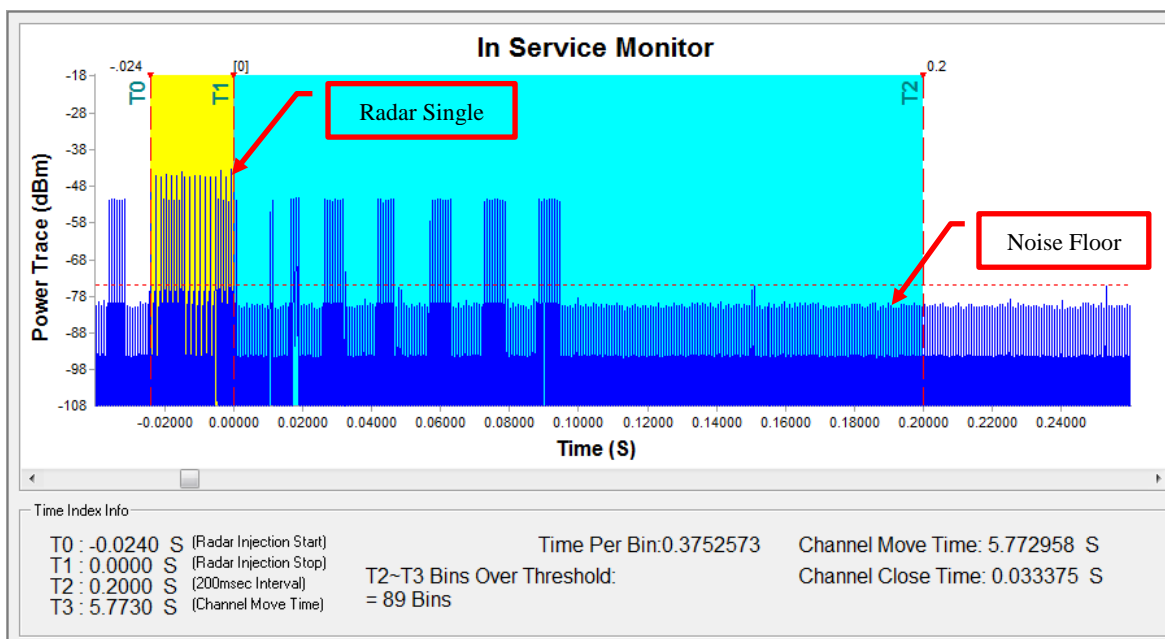 In Service Monitor
-.024
[0]
0.2
T0
T1
T2
Radar Single
Noise Floor
Power Trace (dBm)
-18
-28
-38
-48
-58
-68
-78
-88
-98
-108
-0.02000 0.00000 0.02000 0.04000 0.06000 0.08000 0.10000 0.12000 0.14000 0.16000 0.18000 0.20000 0.22000 0.24000
Time (S)
Time Index Info
T0 : -0.0240 S (Radar Injection Start)
T1 : 0.0000 S (Radar Injection Stop)
T2 : 0.2000 S (200msec Interval)
T3 : 5.7730 S (Channel Move Time)
Time Per Bin:0.3752573
T2~T3 Bins Over Threshold:
= 89 Bins
Channel Move Time: 5.772958 S
Channel Close Time: 0.033375 S